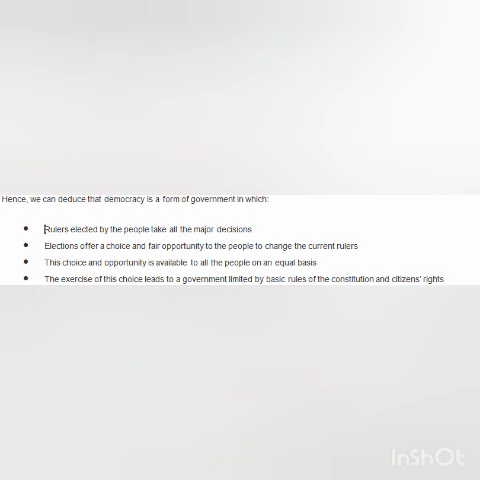 Hence, we can deduce that democracy is a form of government in which:
• Rulers elected by the people take all the major decisions
• Elections offer a choice and fair opportunity to the people to change the current rulers
• This choice and opportunity is available to all the people on an equal basis
• The exercise of this choice leads to a government limited by basic rules of the constitution and citizens' rights
InShOt